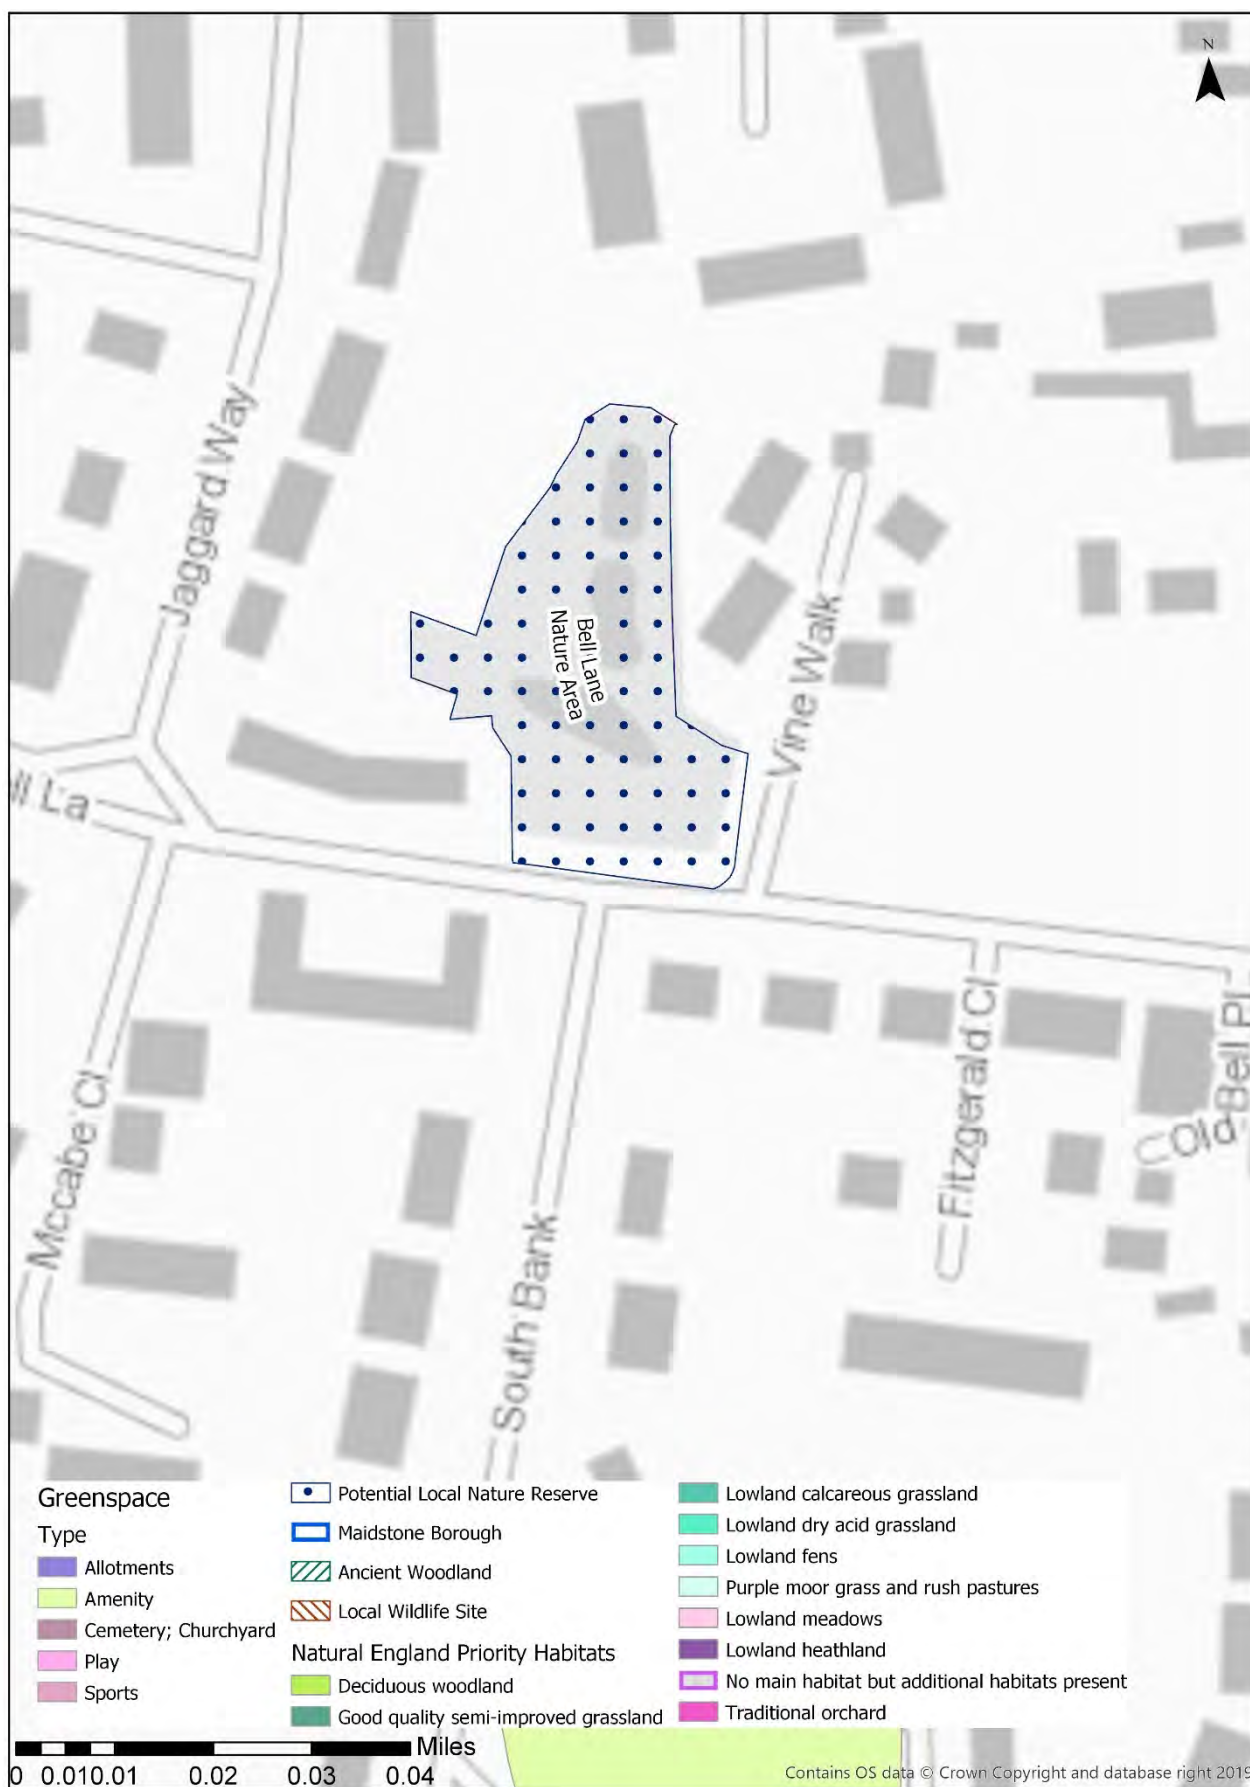 N
Jaggard Way
Bell Lane
Nature Area
Vine Walk
ll La
Mccabe Cl
South Bank
Fitzgerald Cl
Old Bell Pl
Greenspace
Type
Allotments
Amenity
Cemetery; Churchyard
Play
Sports
Potential Local Nature Reserve
Maidstone Borough
Ancient Woodland
Local Wildlife Site
Natural England Priority Habitats
Deciduous woodland
Good quality semi-improved grassland
Lowland calcareous grassland
Lowland dry acid grassland
Lowland fens
Purple moor grass and rush pastures
Lowland meadows
Lowland heathland
No main habitat but additional habitats present
Traditional orchard
Miles
0 0.010.01 0.02 0.03 0.04
Contains OS data © Crown Copyright and database right 2019